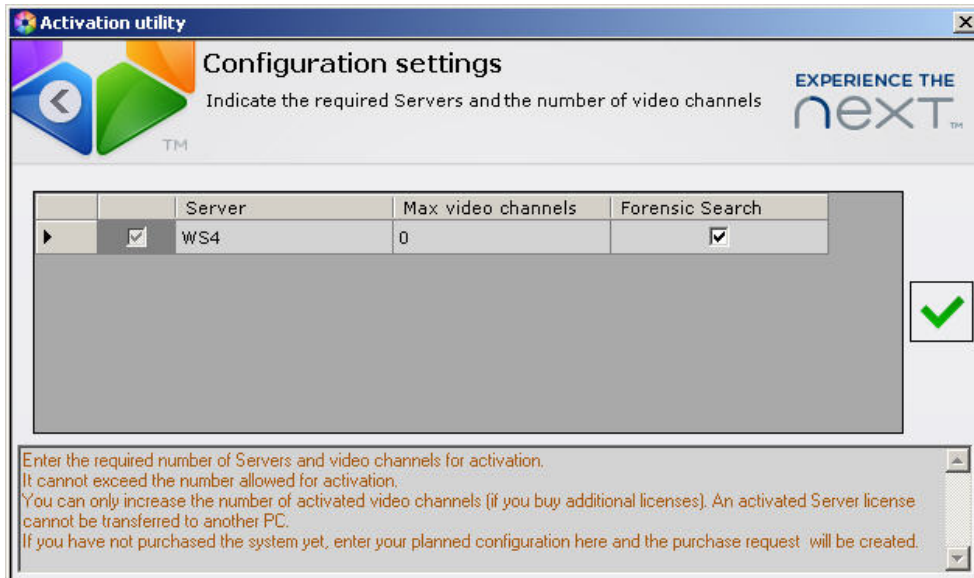 Activation utility
Configuration settings
Indicate the required Servers and the number of video channels
EXPERIENCE THE
next™
TM
Server Max video channels Forensic Search
WS4 0
Enter the required number of Servers and video channels for activation.
It cannot exceed the number allowed for activation.
You can only increase the number of activated video channels (if you buy additional licenses). An activated Server license
cannot be transferred to another PC.
If you have not purchased the system yet, enter your planned configuration here and the purchase request will be created.